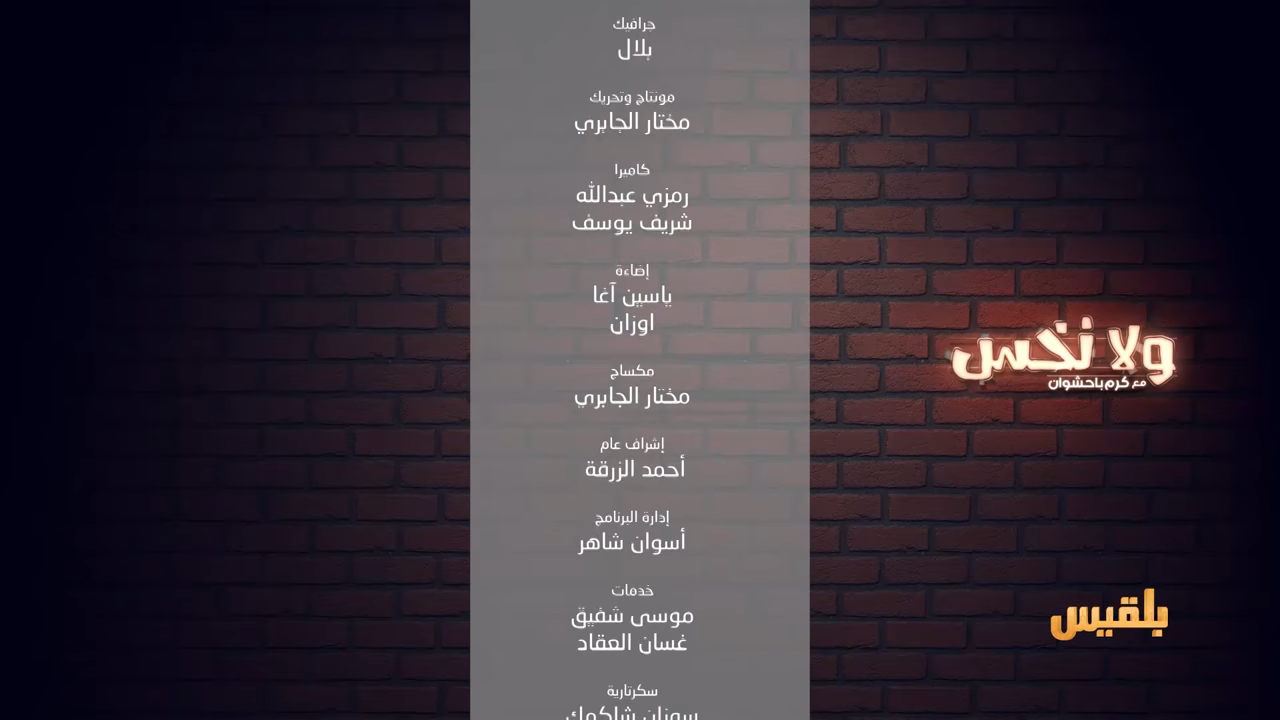 جرافيك
بلال
مونتاج وتحريك
مختار الجابري
كاميرا
رمزي عبدالله
شريف يوسف
إضاءة
ياسين آغا
اوزان
مكساج
مختار الجابري
إشراف عام
أحمد الزرقة
إدارة البرنامج
أسوان شاهر
خدمات
موسى شفيق
غسان العقاد
سكرتارية
سوزان شاكمك
ولا نخس
مع كرم باحشوان
بلقيس